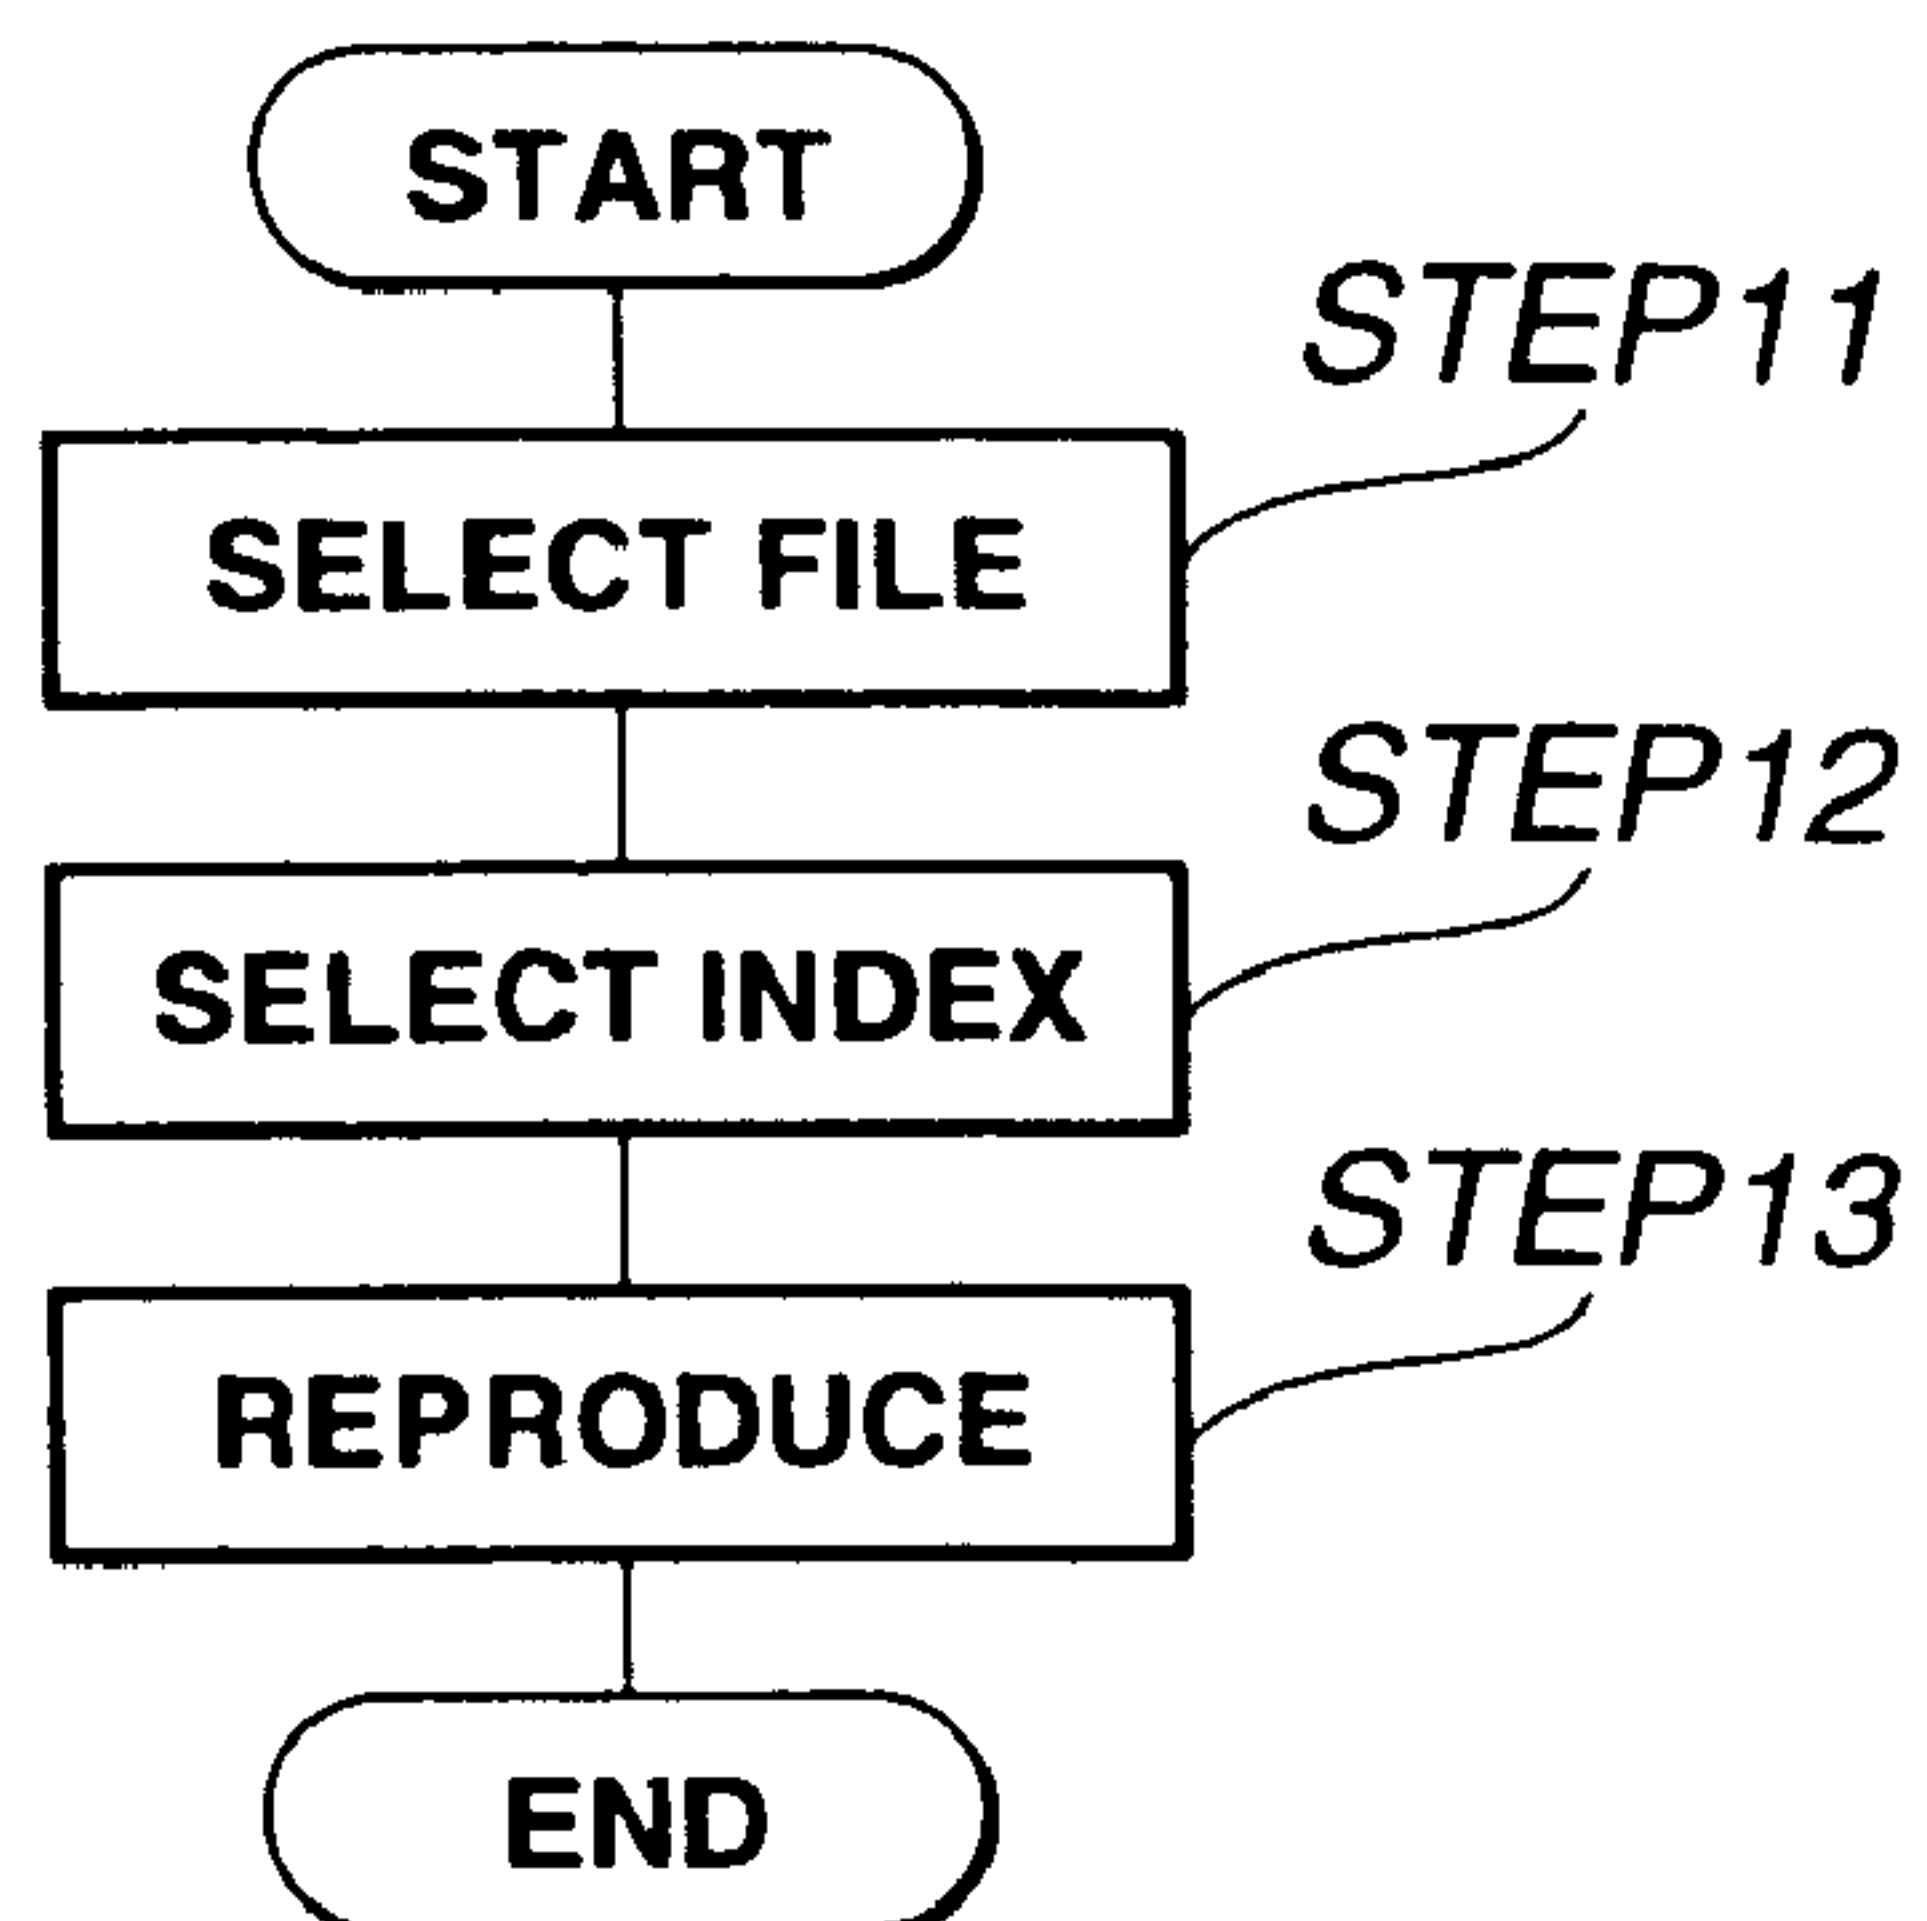 START
STEP11
SELECT FILE
STEP12
SELECT INDEX
STEP13
REPRODUCE
END